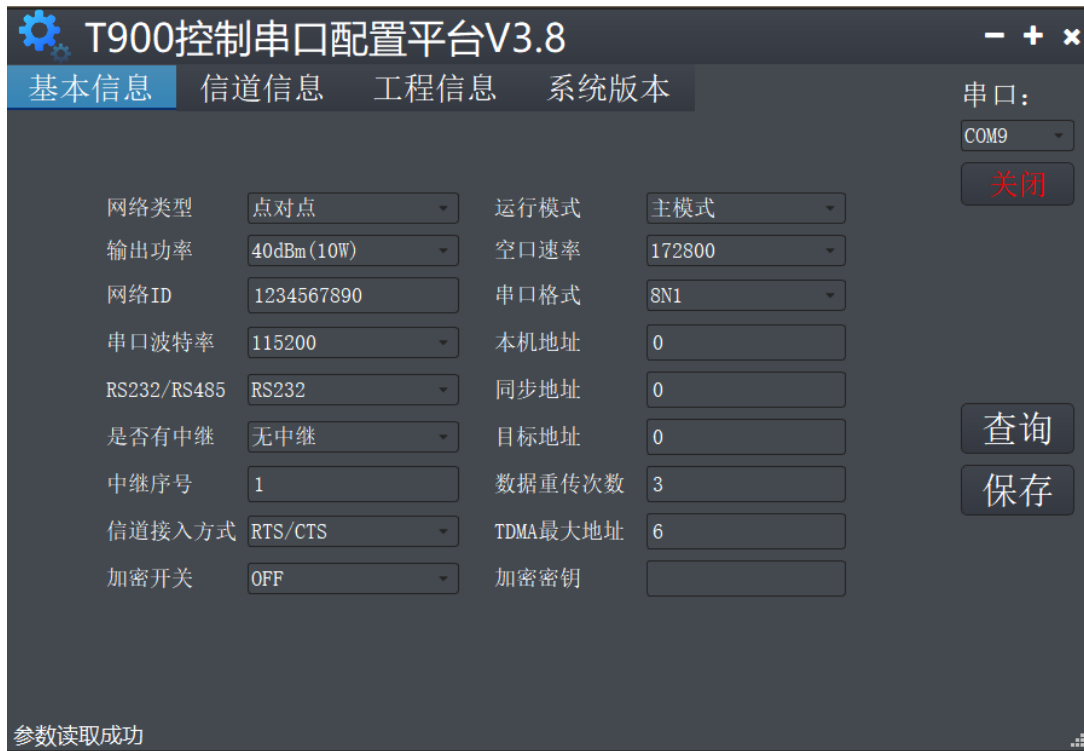 T900控制串口配置平台V3.8
基本信息 信道信息 工程信息 系统版本
串口：
COM9
关闭
网络类型 点对点 运行模式 主模式
输出功率 40dBm(10W) 空口速率 172800
网络ID 1234567890 串口格式 8N1
串口波特率 115200 本机地址 0
RS232/RS485 RS232 同步地址 0
是否有中继 无中继 目标地址 0
查询
中继序号 1 数据重传次数 3
保存
信道接入方式 RTS/CTS TDMA最大地址 6
加密开关 OFF 加密密钥
参数读取成功